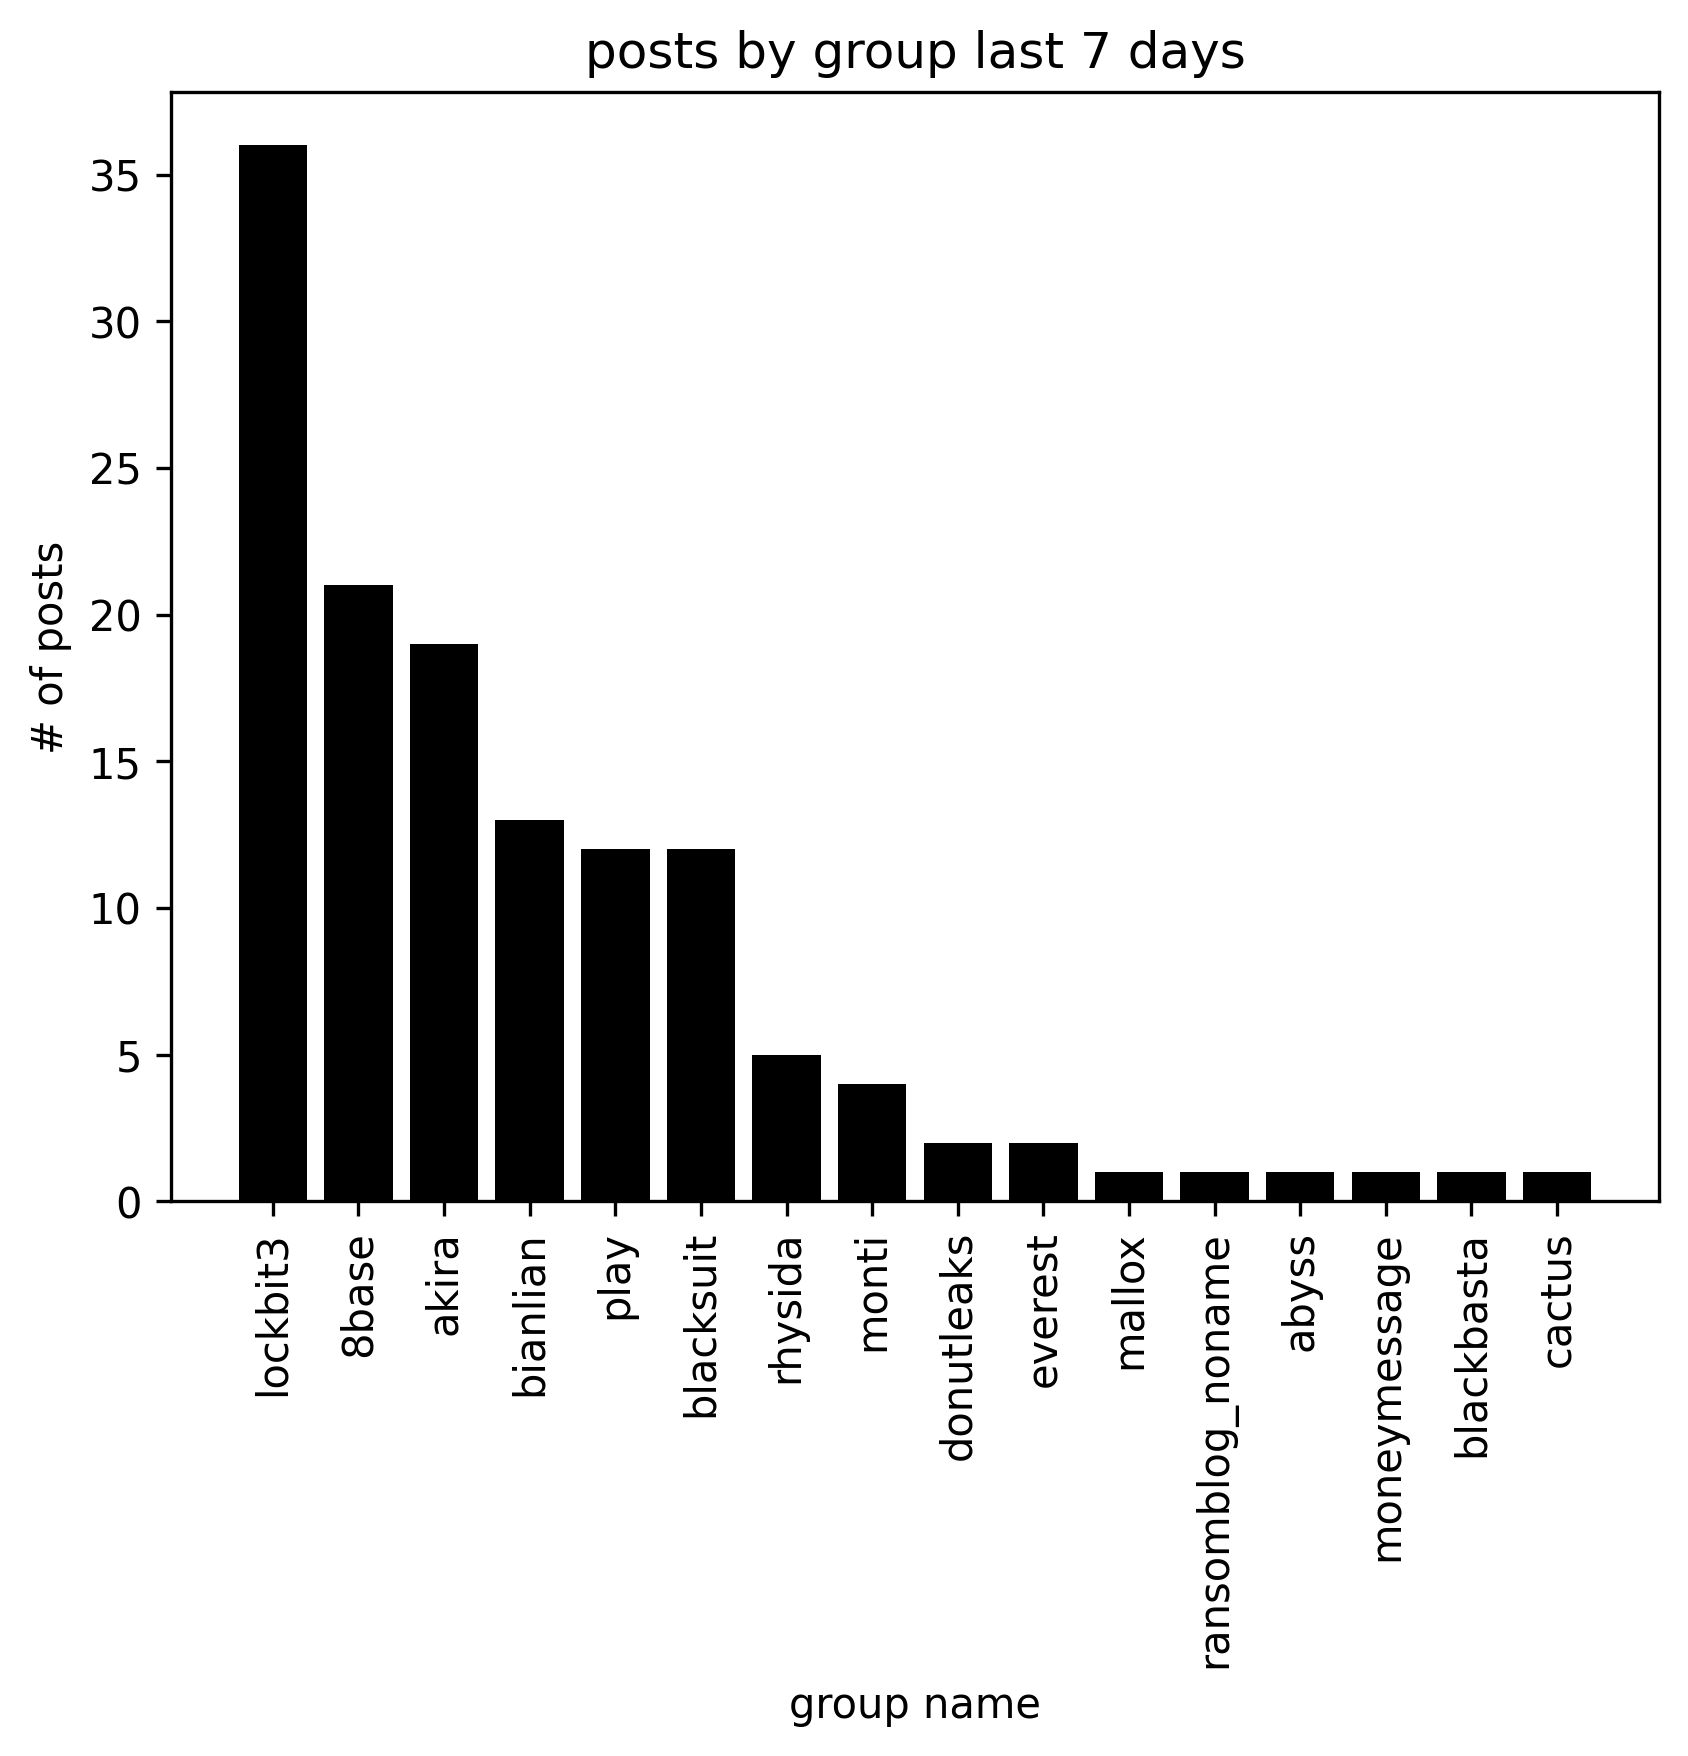 posts by group last 7 days
# of posts
35
30
25
20
15
10
5
0
lockbit3
8base
akira
bianlian
play
blacksuit
rhysida
monti
donutleaks
everest
mallox
ransomblog_noname
abyss
moneymessage
blackbasta
cactus
group name